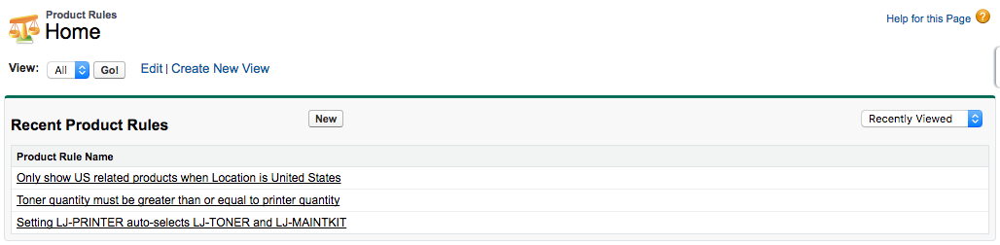 Product Rules
Home
Help for this Page ?
View: All Go! Edit | Create New View
Recent Product Rules New Recently Viewed
Product Rule Name
Only show US related products when Location is United States
Toner quantity must be greater than or equal to printer quantity
Setting LJ-PRINTER auto-selects LJ-TONER and LJ-MAINTKIT